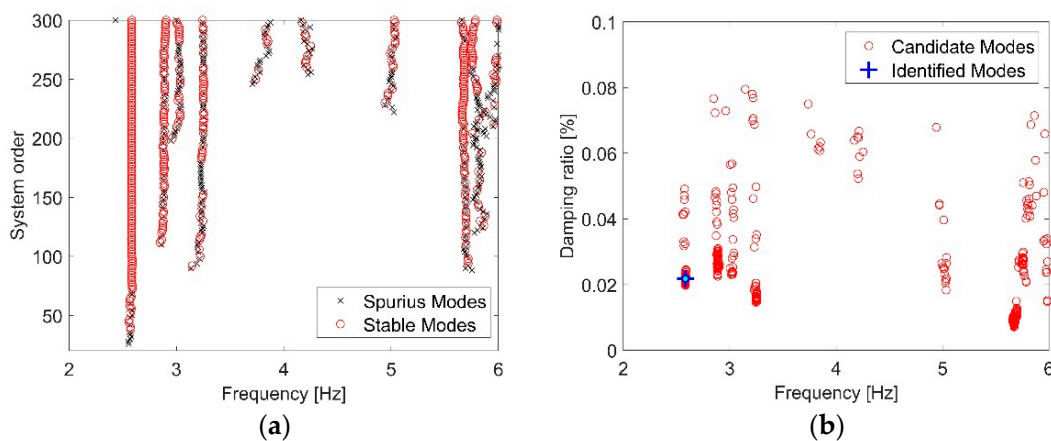 300
250
200
150
100
50
System order
Spurius Modes
Stable Modes
2 3 4 5 6
Frequency [Hz]
(a)
0.1
0.08
0.06
0.04
0.02
0
Damping ratio [%]
Candidate Modes
Identified Modes
2 3 4 5 6
Frequency [Hz]
(b)